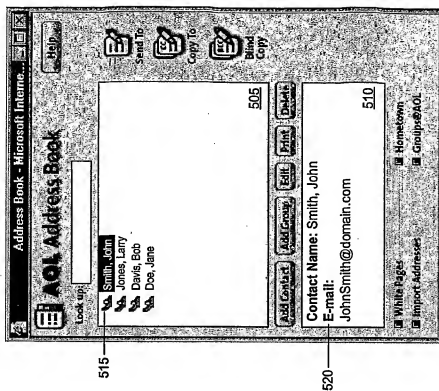 Address Book - Microsoft Interne...
AOL Address Book
Help
Look up:
Smith, John
Jones, Larry
Davis, Bob
Doe, Jane
505
Send To
Copy To
Blind Copy
Add Contact Add Group Edit Print Delete
Contact Name: Smith, John
E-mail:
JohnSmith@domain.com
510
White Pages Hometown
Import Addresses Groups@AOL
515
520